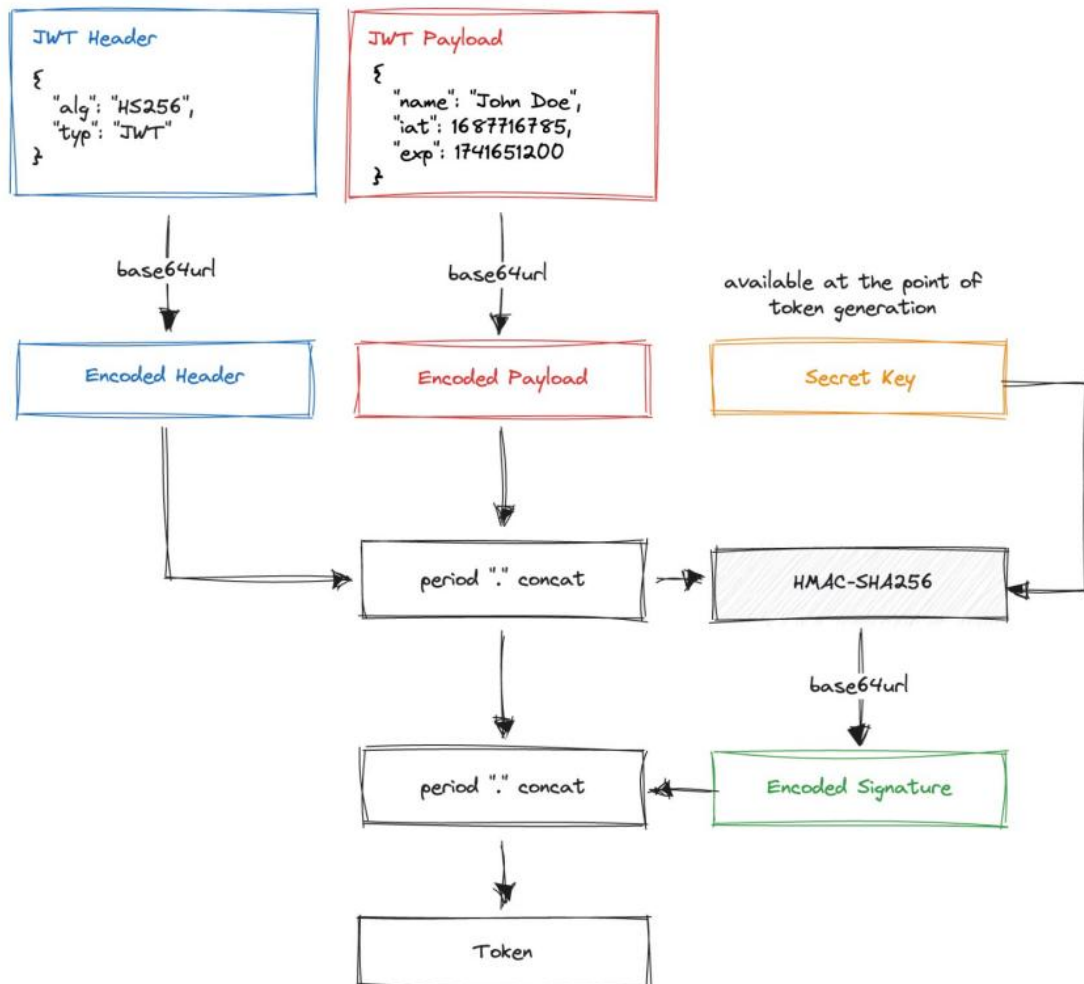 JWT Header
{
"alg": "HS256",
"typ": "JWT"
}
JWT Payload
{
"name": "John Doe",
"iat": 1687716785,
"exp": 1741651200
}
base64url
base64url
available at the point of
token generation
Encoded Header
Encoded Payload
Secret Key
period "." concat
HMAC-SHA256
base64url
period "." concat
Encoded Signature
Token